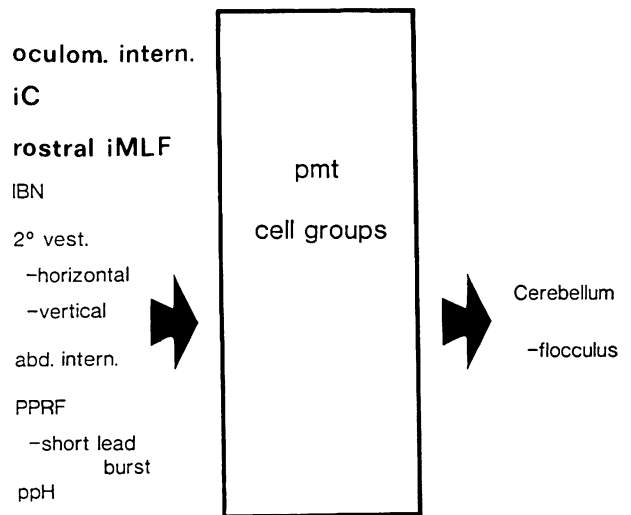 oculom. intern.
iC
rostral iMLF
IBN
2º vest.
-horizontal
-vertical
abd. intern.
PPRF
-short lead
burst
ppH
pmt
cell groups
Cerebellum
-flocculus